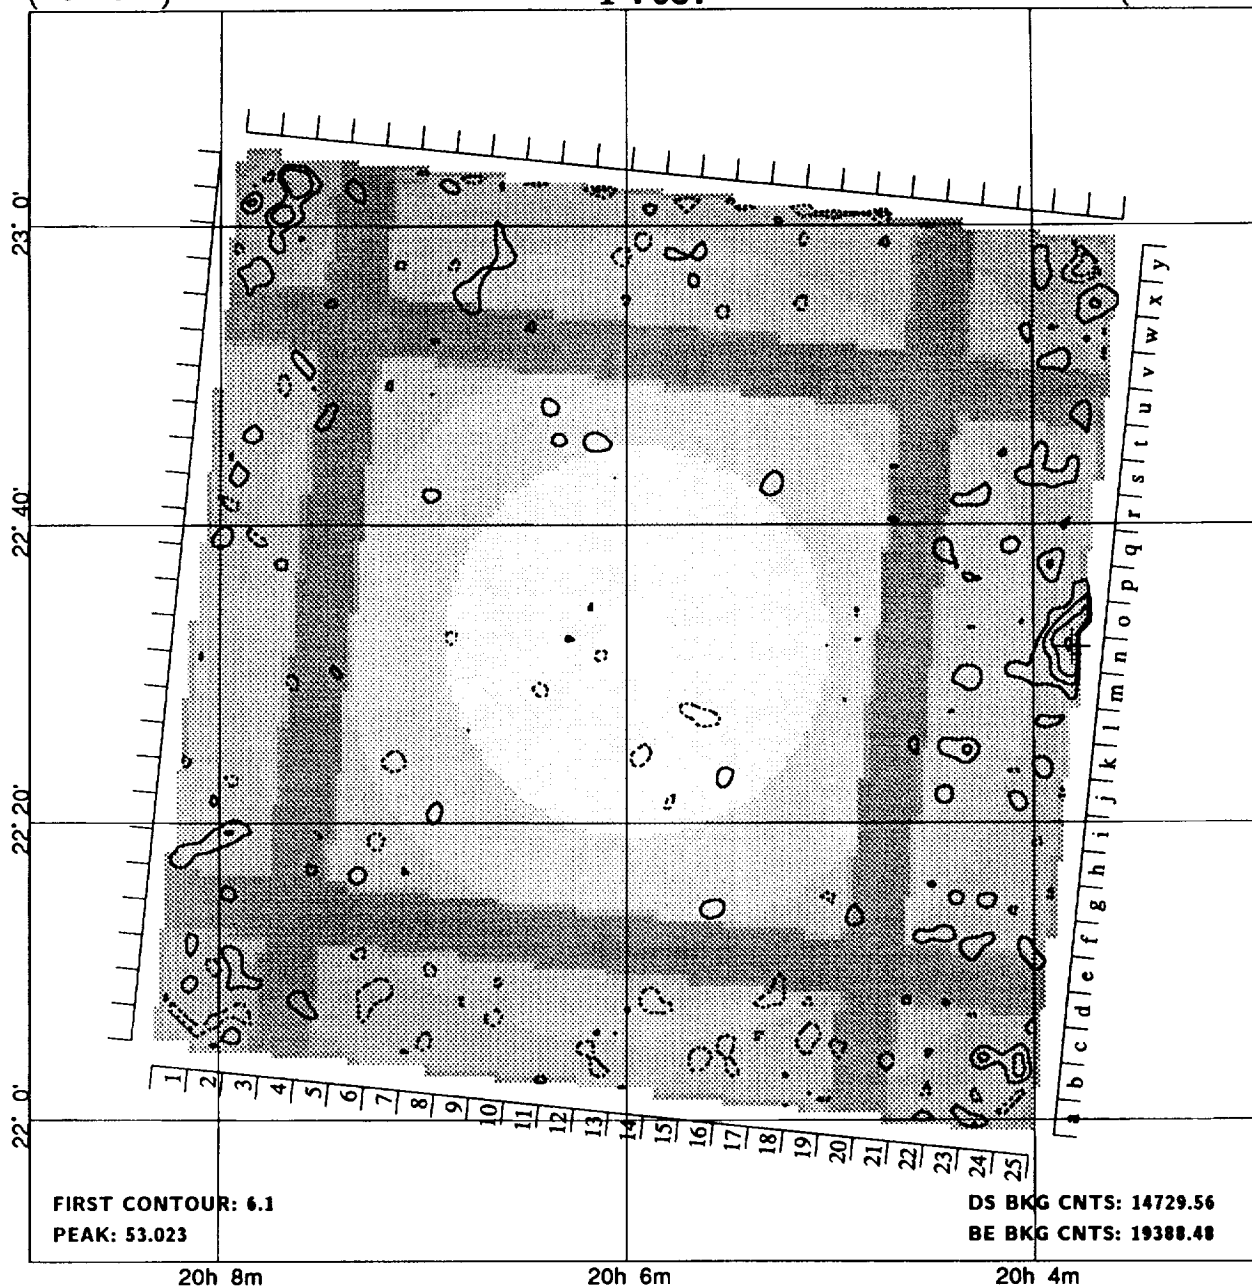 23° 0'
22° 40'
22° 20'
22° 0'
y
x
w
v
u
t
s
r
q
p
o
n
m
l
k
j
i
h
g
f
e
d
c
b
a
1 2 3 4 5 6 7 8 9 10 11 12 13 14 15 16 17 18 19 20 21 22 23 24 25
FIRST CONTOUR: 6.1
PEAK: 53.023
DS BKG CNTS: 14729.56
BE BKG CNTS: 19388.48
20h 8m 20h 6m 20h 4m